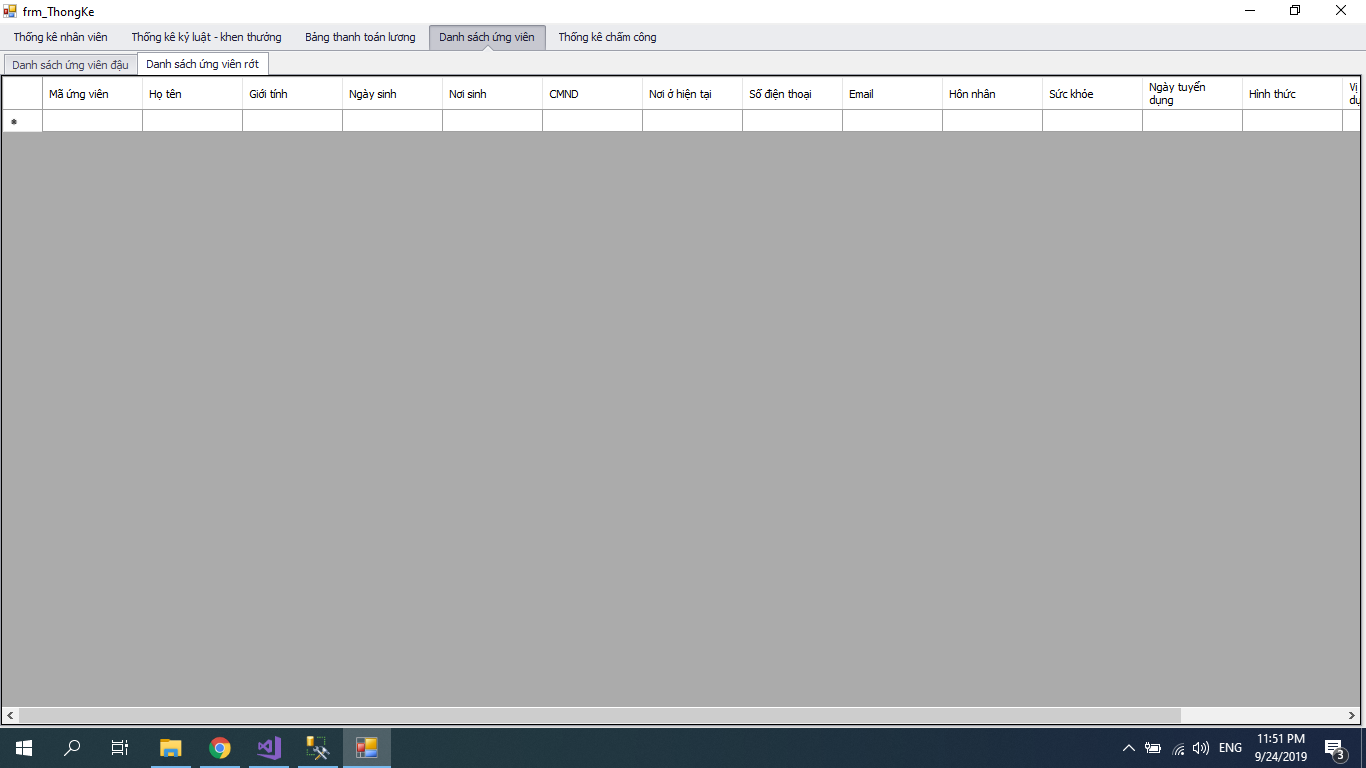 frm_ThongKe
Thống kê nhân viên Thống kê kỷ luật - khen thưởng Bảng thanh toán lương Danh sách ứng viên Thống kê chấm công
Danh sách ứng viên đậu Danh sách ứng viên rớt
Mã ứng viên Họ tên Giới tính Ngày sinh Nơi sinh CMND Nơi ở hiện tại Số điện thoại Email Hôn nhân Sức khỏe Ngày tuyển dụng Hình thức Vị
ENG
11:51 PM
9/24/2019
3